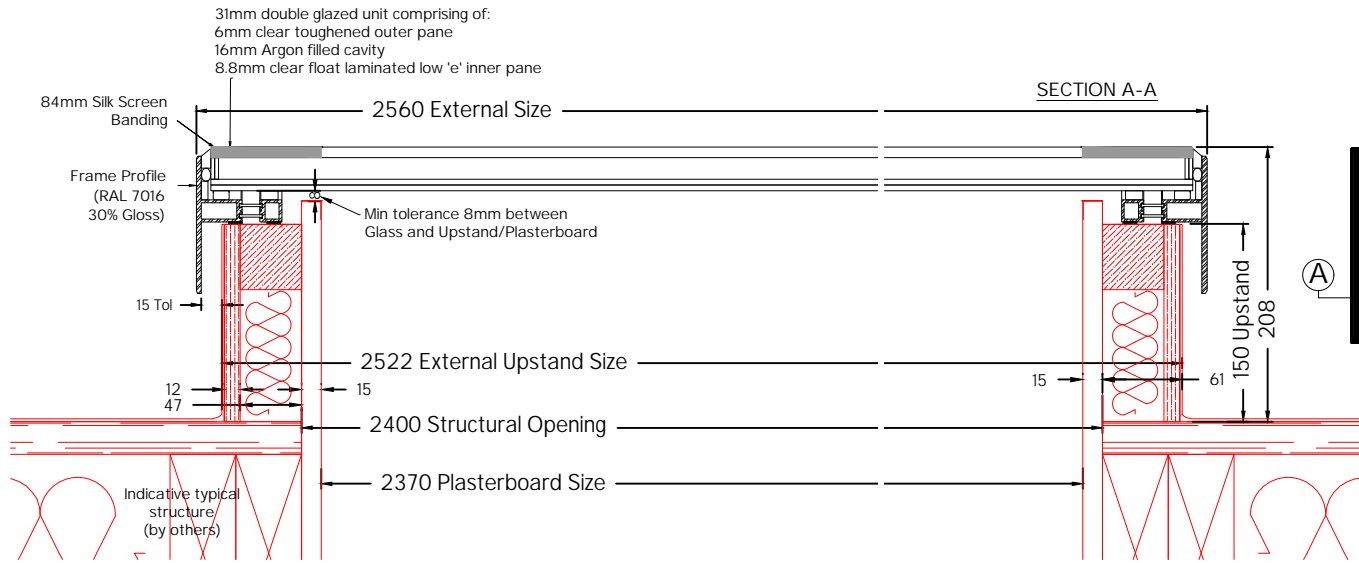 31mm double glazed unit comprising of:
6mm clear toughened outer pane
16mm Argon filled cavity
8.8mm clear float laminated low 'e' inner pane
SECTION A-A
84mm Silk Screen
Banding
2560 External Size
Frame Profile
(RAL 7016
30% Gloss)
8
Min tolerance 8mm between
Glass and Upstand/Plasterboard
A
15 Tol
150 Upstand
208
2522 External Upstand Size
12
47
15
15
61
2400 Structural Opening
2370 Plasterboard Size
Indicative typical
structure
(by others)